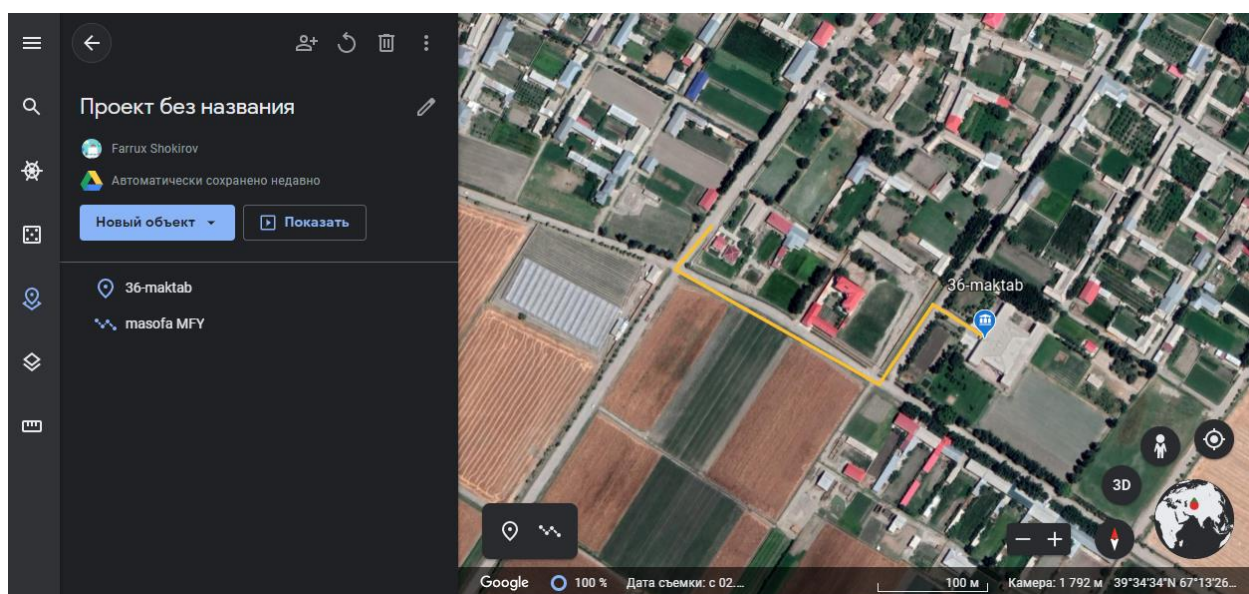 Проект без названия
Farrux Shokirov
Автоматически сохранено недавно
Новый объект
Показать
36-maktab
masofa MFY
36-maktab
3D
Google
100 %
Дата съемки: с 02....
100 м
Камера: 1 792 м
39°34'34"N 67°13'26...